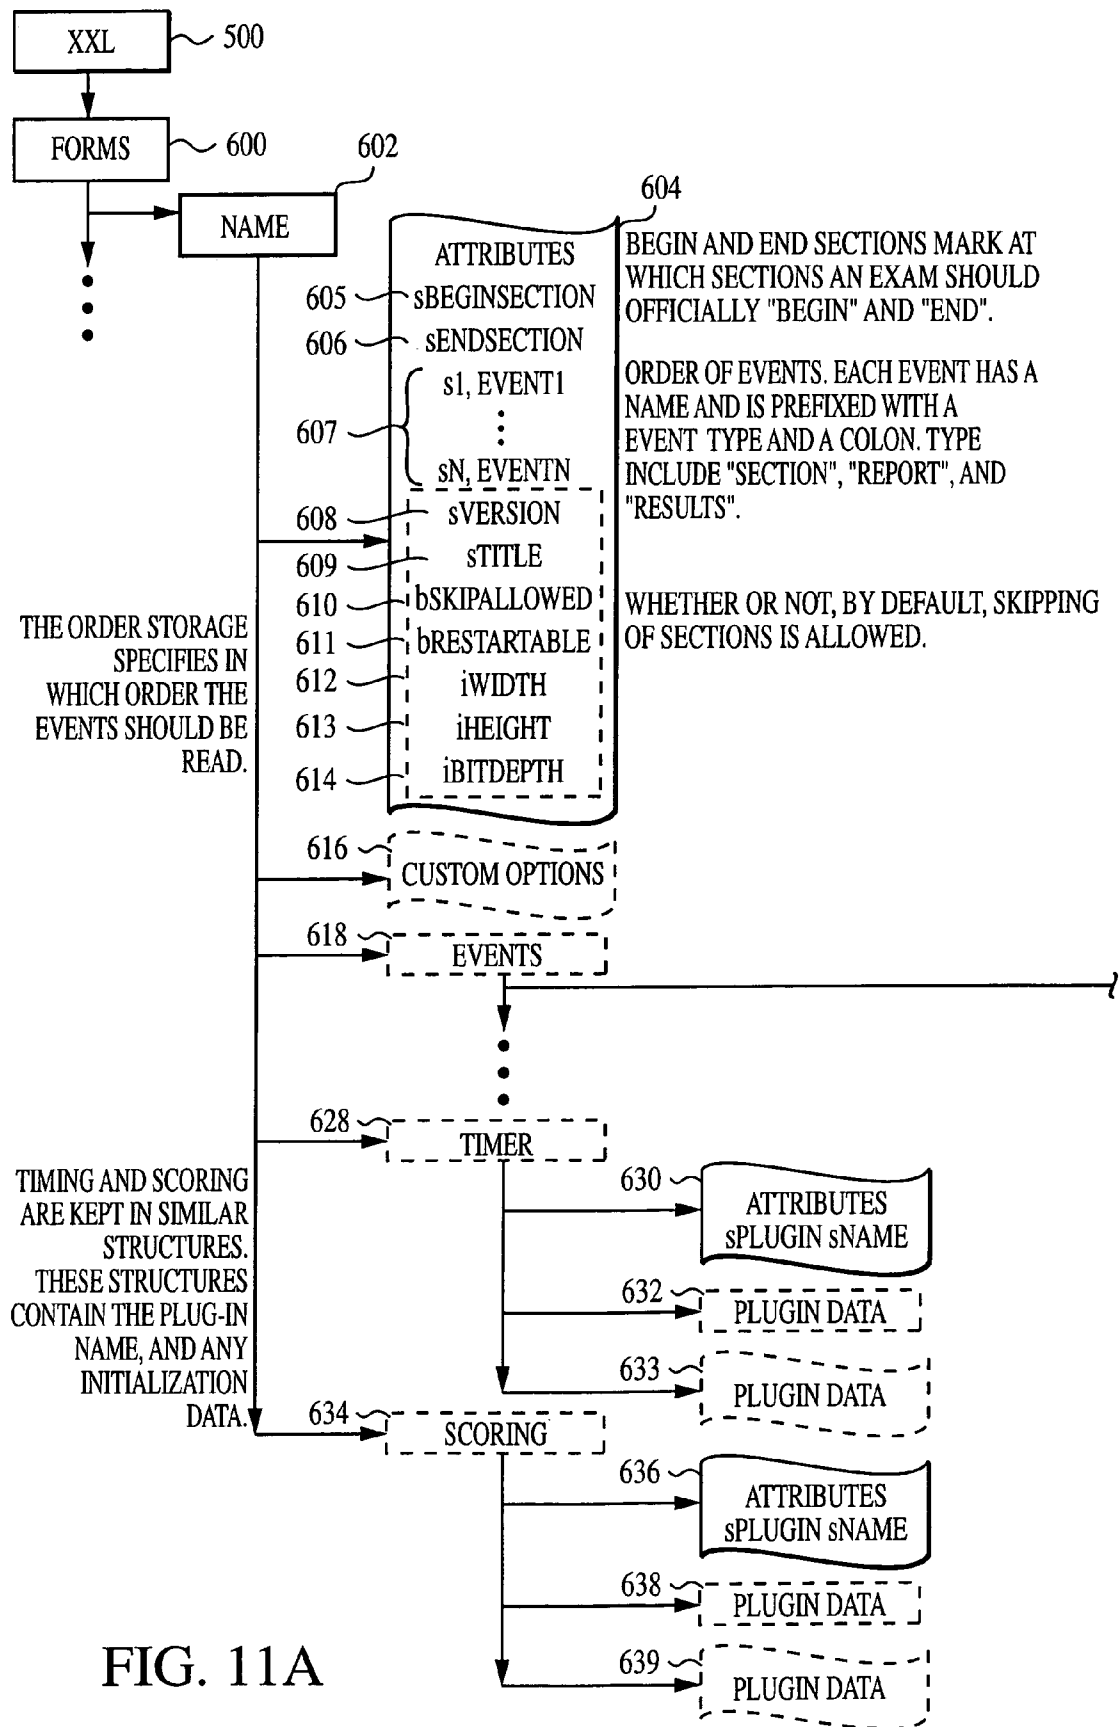 XXL
500
FORMS
600
602
NAME
604
ATTRIBUTES
605
sBEGINSECTION
606
sENDSECTION
s1, EVENT1
607
sN, EVENTN
608
sVERSION
609
sTITLE
610
bSKIPALLOWED
611
bRESTARTABLE
612
iWIDTH
613
iHEIGHT
614
iBITDEPTH
BEGIN AND END SECTIONS MARK AT
WHICH SECTIONS AN EXAM SHOULD
OFFICIALLY "BEGIN" AND "END".
ORDER OF EVENTS. EACH EVENT HAS A
NAME AND IS PREFIXED WITH A
EVENT TYPE AND A COLON. TYPE
INCLUDE "SECTION", "REPORT", AND
"RESULTS".
WHETHER OR NOT, BY DEFAULT, SKIPPING
OF SECTIONS IS ALLOWED.
THE ORDER STORAGE
SPECIFIES IN
WHICH ORDER THE
EVENTS SHOULD BE
READ.
616
CUSTOM OPTIONS
618
EVENTS
628
TIMER
630
ATTRIBUTES
sPLUGIN sNAME
632
PLUGIN DATA
633
PLUGIN DATA
TIMING AND SCORING
ARE KEPT IN SIMILAR
STRUCTURES.
THESE STRUCTURES
CONTAIN THE PLUG-IN
NAME, AND ANY
INITIALIZATION
DATA.
634
SCORING
636
ATTRIBUTES
sPLUGIN sNAME
638
PLUGIN DATA
639
PLUGIN DATA
FIG. 11A